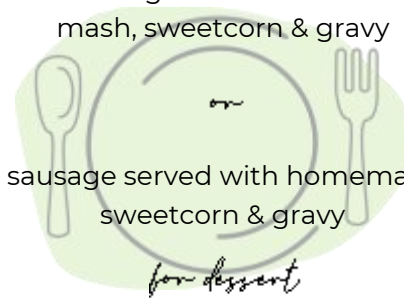 mash, sweetcorn & gravy
or
sausage served with homema
sweetcorn & gravy
for dessert